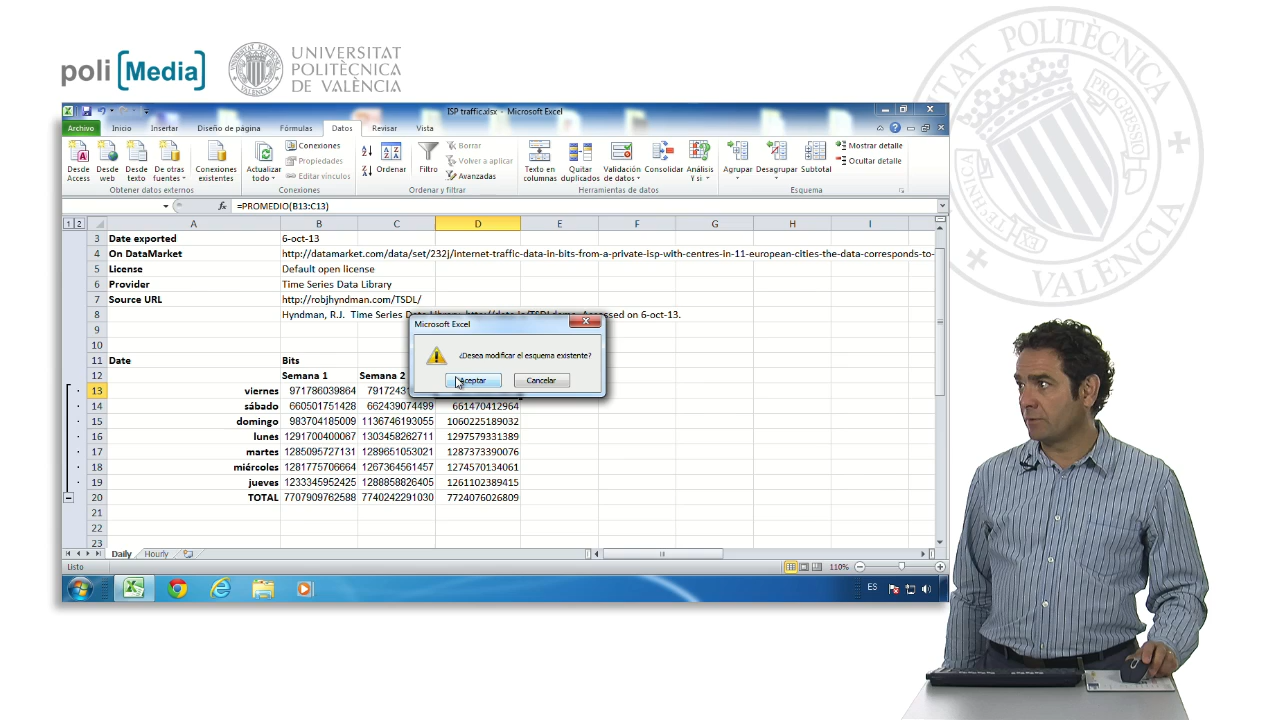 poli [Media]
UNIVERSITAT
POLITÈCNICA
DE VALÈNCIA
ISP traffic.xlsx - Microsoft Excel
Archivo Inicio Insertar Diseño de página Fórmulas Datos Revisar Vista
Desde Access Desde web Desde texto De otras fuentes Conexiones existentes
Obtener datos externos
Actualizar todo Conexiones Propiedades Editar vínculos
Conexiones
Ordenar Filtro Borrar Volver a aplicar Avanzadas
Ordenar y filtrar
Texto en columnas Quitar duplicados Validación de datos Consolidar Análisis Y si
Herramientas de datos
Agrupar Desagrupar Subtotal Mostrar detalle Ocultar detalle
Esquema
fx =PROMEDIO(B13:C13)
1 2 A B C D E F G H I
3 Date exported 6-oct-13
4 On DataMarket http://datamarket.com/data/set/232j/internet-traffic-data-in-bits-from-a-private-isp-with-centres-in-11-european-cities-the-data-corresponds-to-
5 License Default open license
6 Provider Time Series Data Library
7 Source URL http://robjhyndman.com/TSDL/
8 Hyndman, R.J. Time Series Data Accessed on 6-oct-13.
9
10
11 Date Bits
12 Semana 1 Semana 2
13 viernes 971786039864
14 sábado 660501751428 662439074499 661470412964
15 domingo 983704185009 1136746193055 1060225189032
16 lunes 1291700400067 1303458262711 1297579331389
17 martes 1285095727131 1289651053021 1287373390076
18 miércoles 1281775706664 1267364561457 1274570134061
19 jueves 1233345952425 1288858826405 1261102389415
20 TOTAL 7707909762588 7740242291030 7724076026809
21
22
23
Microsoft Excel
¿Desea modificar el esquema existente?
Aceptar Cancelar
Daily Hourly
Listo 110%
ES
UNIVERSITAT POLITÈCNICA DE VALÈNCIA